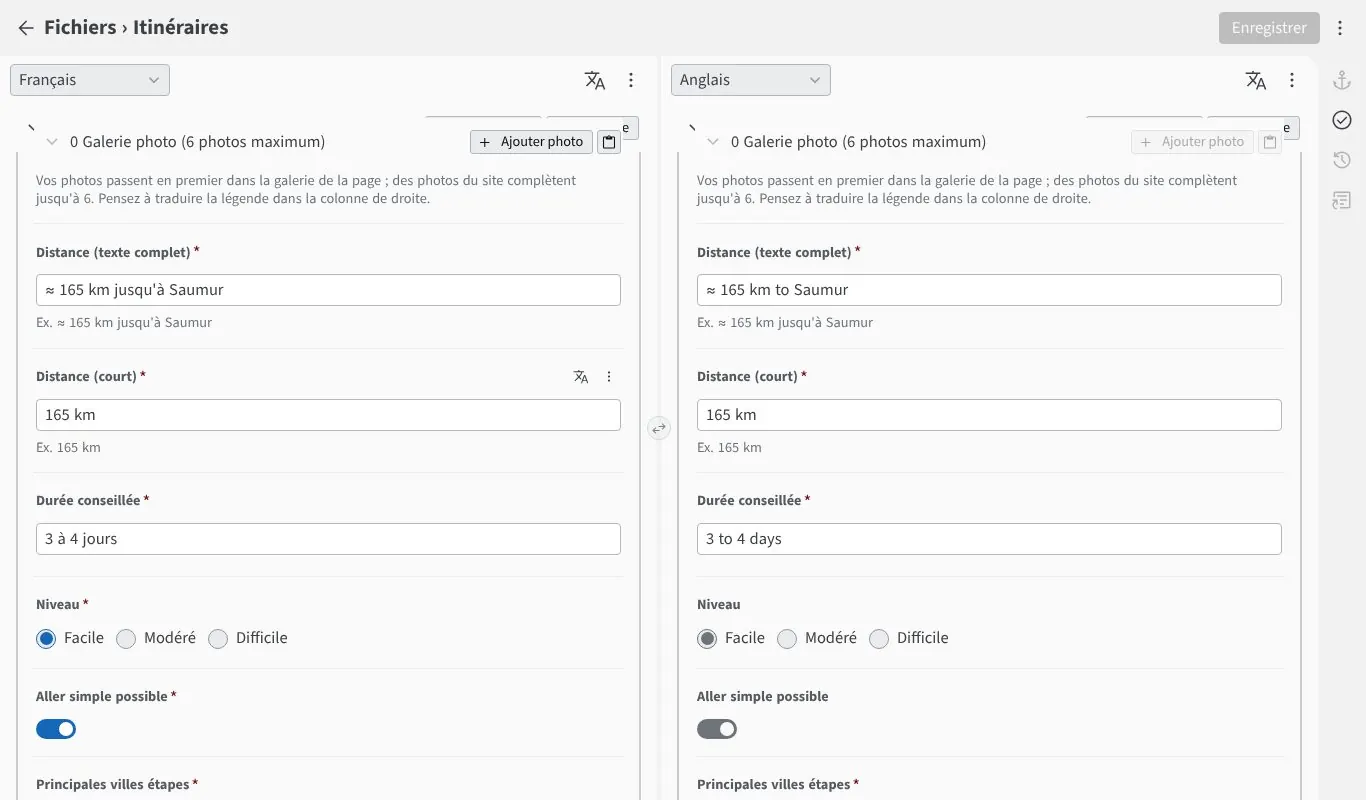 Fichiers › Itinéraires
Enregistrer
Français
0 Galerie photo (6 photos maximum)
+ Ajouter photo
Vos photos passent en premier dans la galerie de la page ; des photos du site complètent
jusqu'à 6. Pensez à traduire la légende dans la colonne de droite.
Distance (texte complet) *
≈ 165 km jusqu'à Saumur
Ex. ≈ 165 km jusqu'à Saumur
Distance (court) *
165 km
Ex. 165 km
Durée conseillée *
3 à 4 jours
Niveau *
Facile Modéré Difficile
Aller simple possible *
Principales villes étapes *
Anglais
0 Galerie photo (6 photos maximum)
+ Ajouter photo
Vos photos passent en premier dans la galerie de la page ; des photos du site complètent
jusqu'à 6. Pensez à traduire la légende dans la colonne de droite.
Distance (texte complet) *
≈ 165 km to Saumur
Ex. ≈ 165 km jusqu'à Saumur
Distance (court) *
165 km
Ex. 165 km
Durée conseillée *
3 to 4 days
Niveau
Facile Modéré Difficile
Aller simple possible
Principales villes étapes *